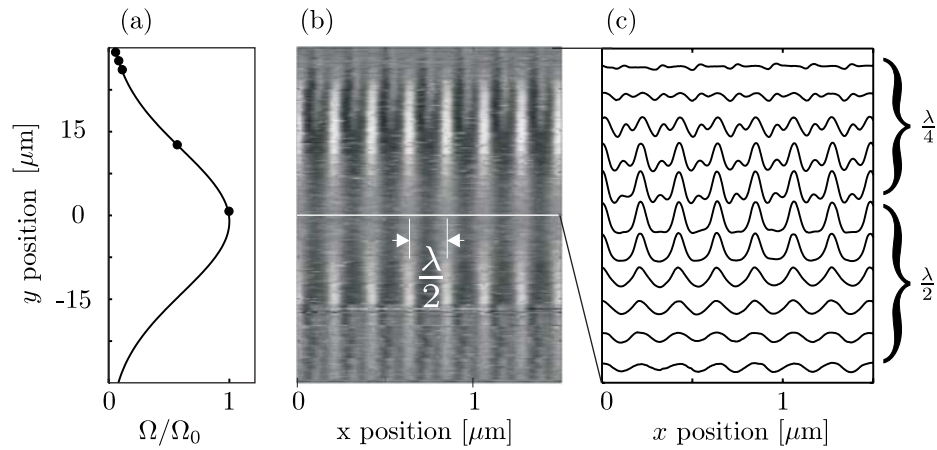 (a)
(b)
(c)
y position [μm]
15
0
-15
0
1
Ω/Ω₀
λ/2
0
1
x position [μm]
0
1
x position [μm]
λ/4
λ/2